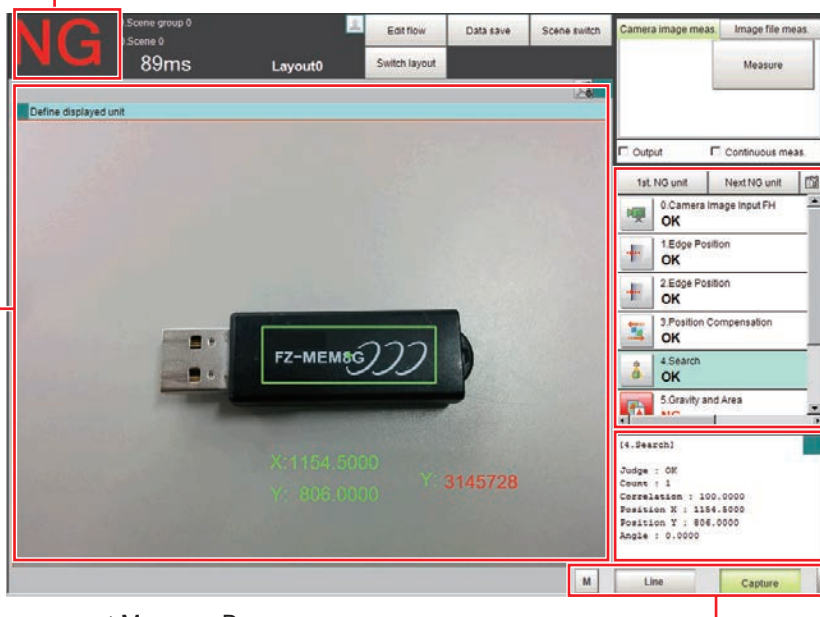 NG
Scene group 0
Scene 0
89ms
Layout0
Edit flow
Data save
Scene switch
Switch layout
Camera image meas.
Image file meas.
Measure
Output
Continuous meas.
Define displayed unit
1st. NG unit
Next NG unit
0.Camera Image Input FH
OK
1.Edge Position
OK
2.Edge Position
OK
3.Position Compensation
OK
4.Search
OK
5.Gravity and Area
NG
FZ-MEM8G
X:1154.5000
Y: 806.0000
Y: 3145728
[4.Search]
Judge : OK
Count : 1
Correlation : 100.0000
Position X : 1154.5000
Position Y : 806.0000
Angle : 0.0000
M
Line
Capture